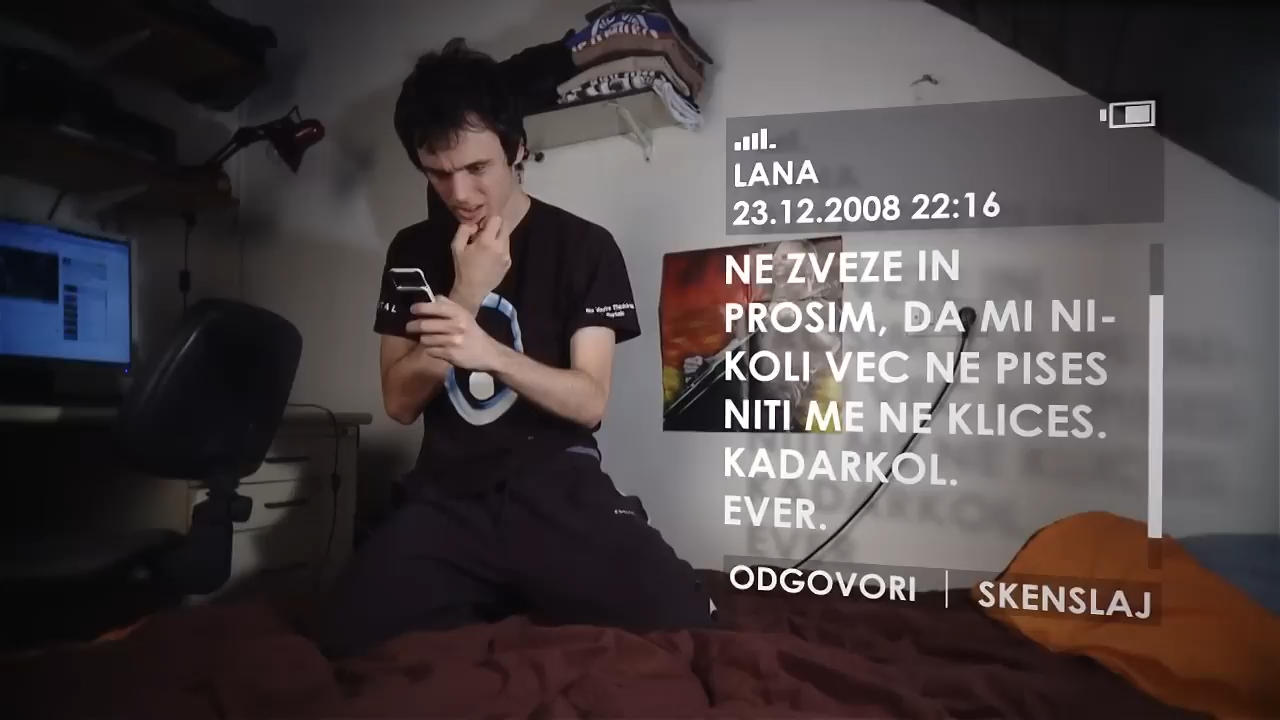 LANA
23.12.2008 22:16
NE ZVEZE IN
PROSIM, DA MI NI-
KOLI VEC NE PISES
NITI ME NE KLICES.
KADARKOL.
EVER.
ODGOVORI | SKENSLAJ